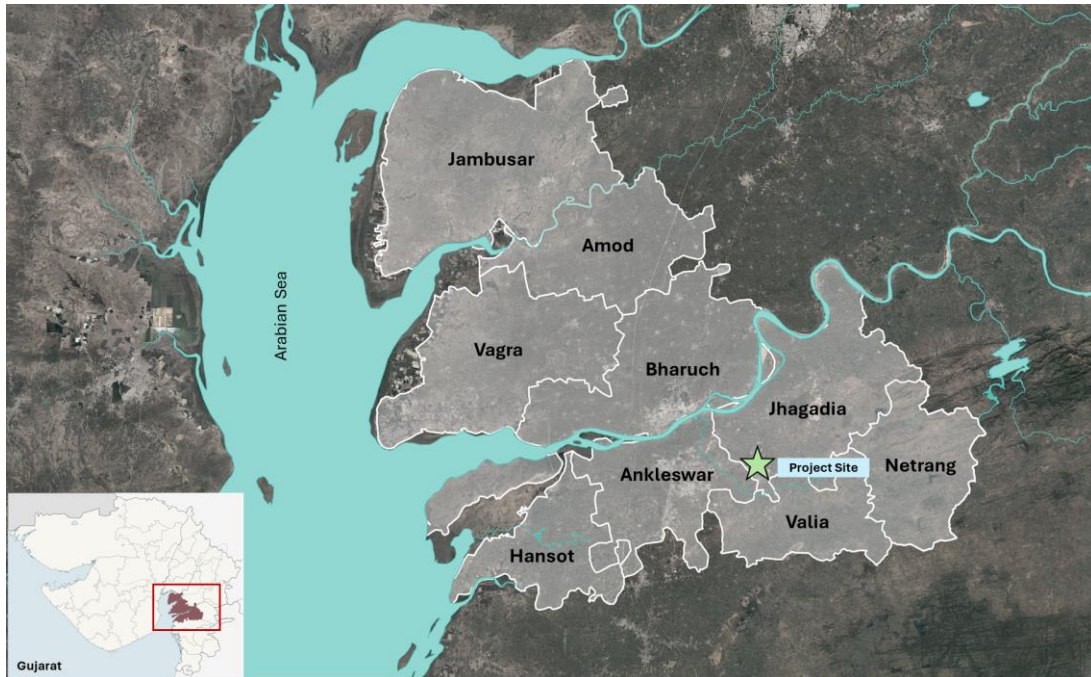 Jambusar
Amod
Arabian Sea
Vagra
Bharuch
Jhagadia
Netrang
Project Site
Ankleswar
Valia
Hansot
Gujarat